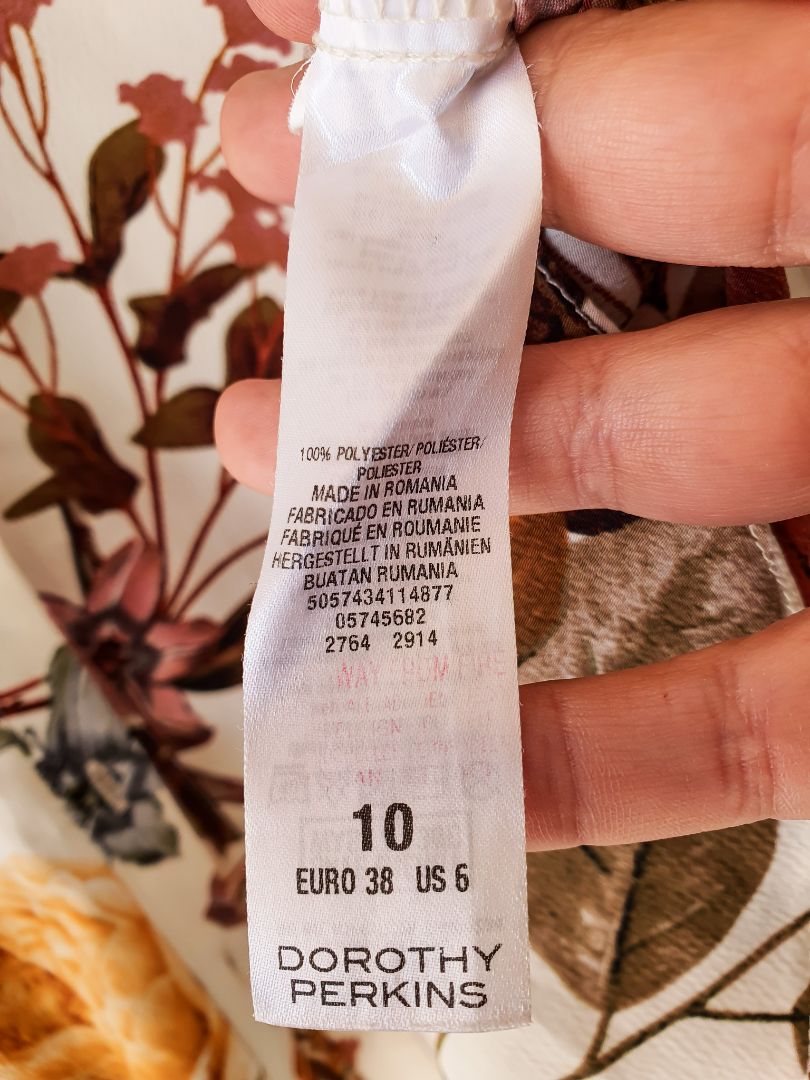 100% POLYESTER/POLIÉSTER/
POLIESTER
MADE IN ROMANIA
FABRICADO EN RUMANIA
FABRIQUÉ EN ROUMANIE
HERGESTELLT IN RUMÄNIEN
BUATAN RUMANIA
5057434114877
05745682
2764 2914
10
EURO 38 US 6
DOROTHY
PERKINS